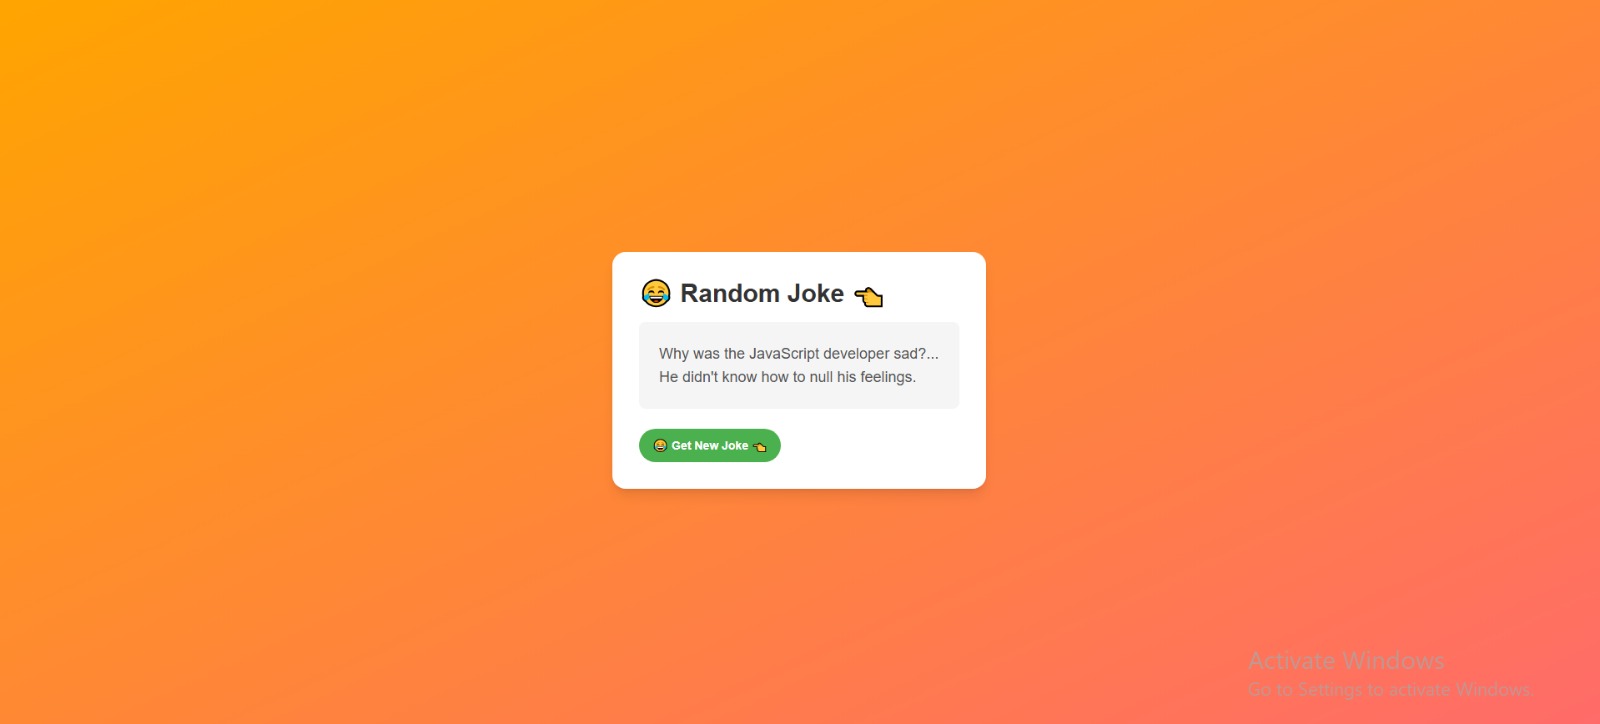 😂 Random Joke 👈
Why was the JavaScript developer sad?...
He didn't know how to null his feelings.
😂 Get New Joke 👈
Activate Windows
Go to Settings to activate Windows.